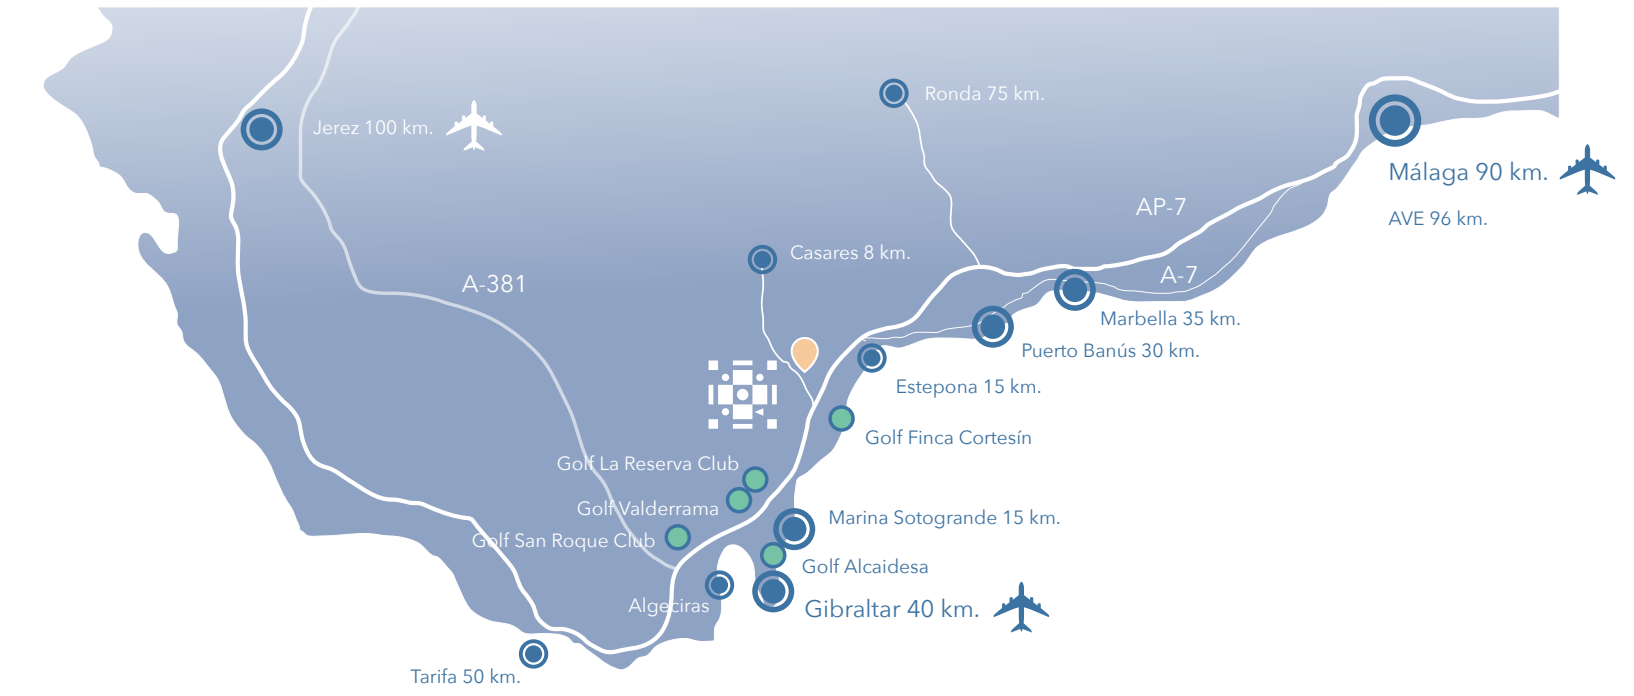 Ronda 75 km.
Jerez 100 km.
Málaga 90 km.
AVE 96 km.
AP-7
Casares 8 km.
A-7
A-381
Marbella 35 km.
Puerto Banús 30 km.
Estepona 15 km.
Golf Finca Cortesín
Golf La Reserva Club
Golf Valderrama
Marina Sotogrande 15 km.
Golf San Roque Club
Golf Alcaidesa
Algeciras
Gibraltar 40 km.
Tarifa 50 km.